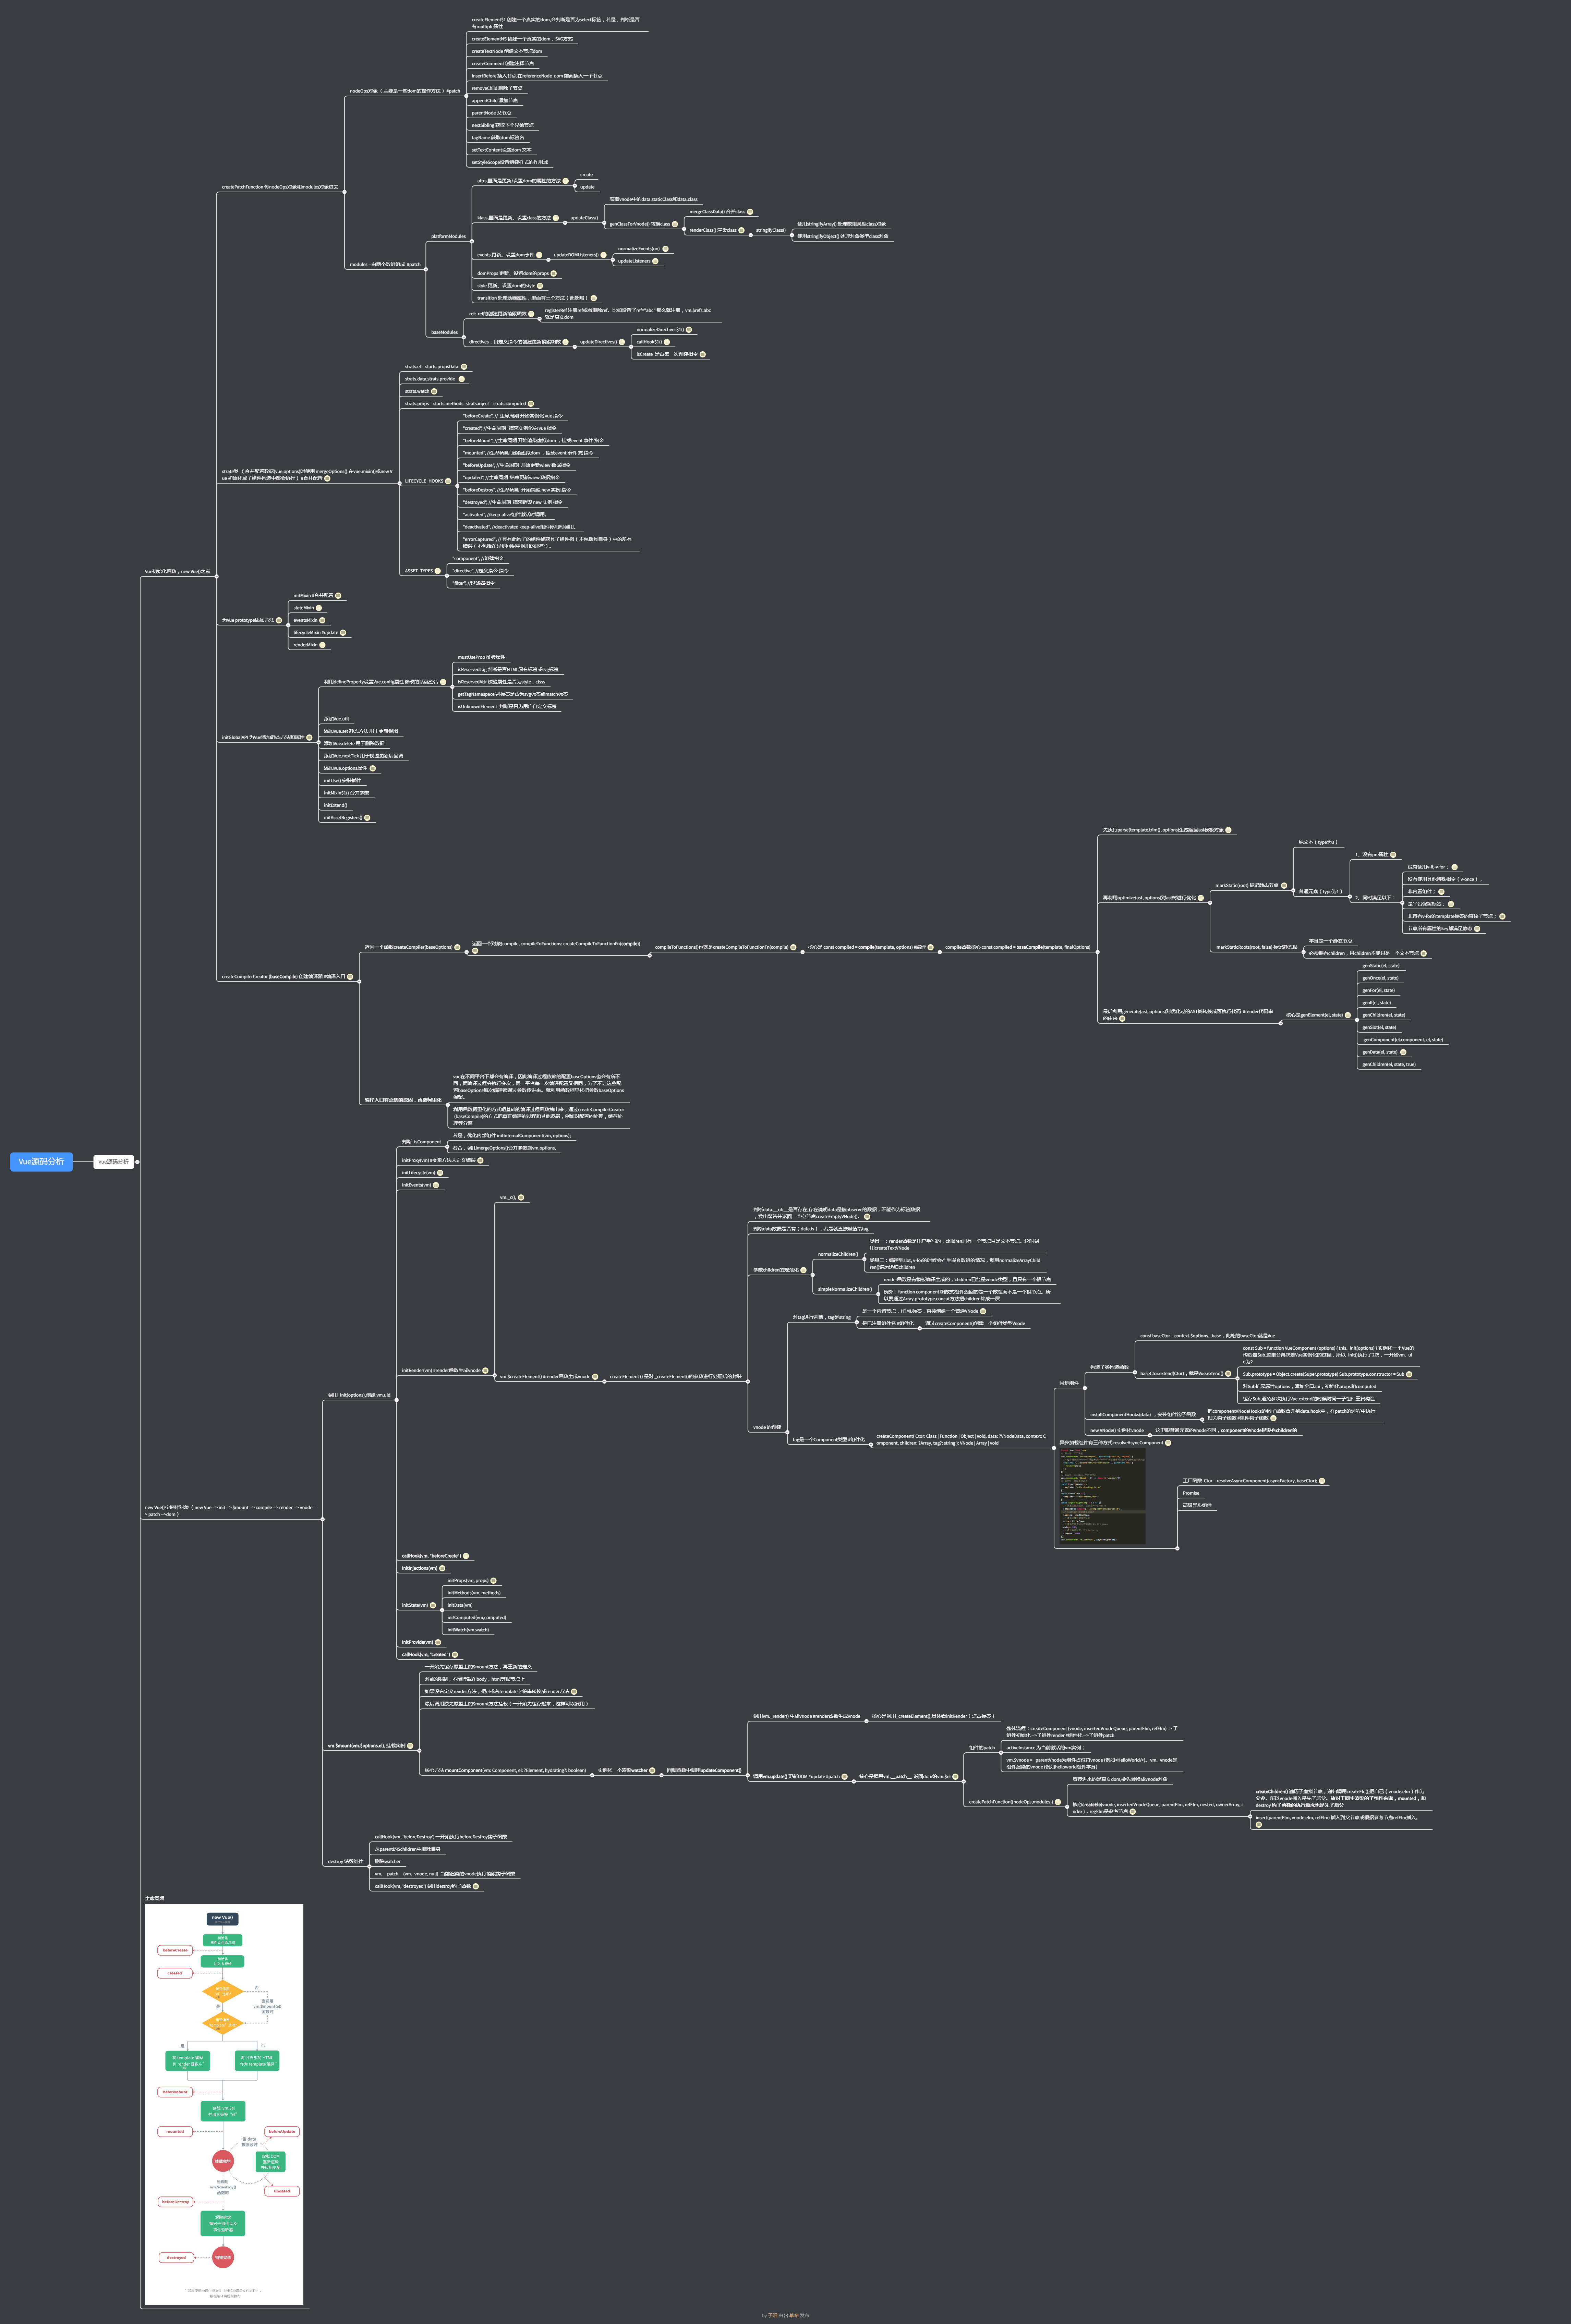 Vue源码分析
Vue源码分析
Vue初始化函数，new Vue()之前
createPatchFunction 传nodeOps对象和modules对象进去
nodeOps对象（ 主要是一些dom的操作方法 ）#patch
createElement$1 创建一个真实的dom,会判断是否为select标签，若是，判断是否
有multiple属性
createElementNS 创建一个真实的dom ，SVG方式
createTextNode 创建文本节点dom
createComment 创建注释节点
insertBefore 插入节点 在referenceNode dom 前面插入一个节点
removeChild 删除子节点
appendChild 添加节点
parentNode 父节点
nextSibling 获取下个兄弟节点
tagName 获取dom标签名
setTextContent设置dom 文本
setStyleScope设置组建样式的作用域
modules --由两个数组组成 #patch
platformModules
attrs 里面是更新/设置dom的属性的方法
create
update
klass 里面是更新、设置class的方法
updateClass()
获取vnode中的data.staticClass和data.class
genClassForVnode() 转换class
mergeClassData() 合并class
renderClass() 渲染class
stringifyClass()
使用stringifyArray() 处理数组类型class对象
使用stringifyObject() 处理对象类型class对象
events 更新、设置dom事件
updateDOMListeners()
normalizeEvents(on)
updateListeners
domProps 更新、设置dom的props
style 更新、设置dom的style
transition 处理动画属性，里面有三个方法（ 此处略 ）
baseModules
ref: ref的创建更新销毁函数
registerRef 注册ref或者删除ref。比如设置了 ref="abc" 那么就注册，vm.$refs.abc
就是真实dom
directives：自定义指令的创建更新销毁函数
updateDirectives()
normalizeDirectives$1()
callHook$1()
isCreate 是否第一次创建指令
strats类 （ 合并配置数据(vue.options)时使用 mergeOptions() 在vue.mixin()或new V
ue 初始化或子组件构造中都会执行 ）#合并配置
strats.el = starts.propsData
strats.data,strats.provide
strats.watch
strats.props = starts.methods=strats.inject = strats.computed
LIFECYCLE_HOOKS
"beforeCreate", // 生命周期 开始实例化 vue 指令
"created", //生命周期 结束实例化完 vue 指令
"beforeMount", //生命周期 开始渲染虚拟dom ，挂载event 事件 指令
"mounted", //生命周期 渲染虚拟dom ，挂载event 事件 完 指令
"beforeUpdate", //生命周期 开始更新wiew 数据指令
"updated", //生命周期 结束更新wiew 数据指令
"beforeDestroy", //生命周期 开始销毁 new 实例 指令
"destroyed", //生命周期 结束销毁 new 实例 指令
"activated", //keep-alive组件激活时调用。
"deactivated", //deactivated keep-alive组件停用时调用。
"errorCaptured", // 具有此钩子的组件捕获其子组件树（ 不包括其自身 ）中的所有
错误（ 不包括在异步回调中调用的那些 ）。
ASSET_TYPES
"component", //组建指令
"directive", //定义指令 指令
"filter", //过滤器指令
为Vue prototype添加方法
initMixin #合并配置
stateMixin
eventsMixin
lifecycleMixin #update
renderMixin
initGlobalAPI 为Vue添加静态方法和属性
利用defineProperty设置Vue.config属性 修改的话就警告
mustUseProp 校验属性
isReservedTag 判断是否HTML原有标签或svg标签
isReservedAttr 校验属性是否为style，class
getTagNamespace 判标签是否为svg标签或match标签
isUnknownElement 判断是否为用户自定义标签
添加Vue.util
添加Vue.set 静态方法 用于更新视图
添加Vue.delete 用于删除数据
添加Vue.nextTick 用于视图更新后回调
添加Vue.options属性
initUse() 安装插件
initMixin$1() 合并参数
initExtend()
initAssetRegisters()
createCompilerCreator (baseCompile) 创建编译器 #编译入口
返回一个函数createCompiler(baseOptions)
返回一个对象{compile, compileToFunctions: createCompileToFunctionFn(compile)}
compileToFunctions()也就是createCompileToFunctionFn(compile)
核心是 const compiled = compile(template, options) #编译
compile函数核心 const compiled = baseCompile(template, finalOptions)
先执行parse(template.trim(), options)生成返回ast模板对象
再利用optimize(ast, options)对ast树进行优化
markStatic(root) 标记静态节点
纯文本（ type为3 ）
普通元素（ type为1 ）
1、没有pre属性
2、同时满足以下：
没有使用v-if, v-for；
没有使用其他特殊指令（ v-once ），
非内置组件；
是平台保留标签；
非带有v-for的template标签的直接子节点；
节点所有属性的key都满足静态
markStaticRoots(root, false) 标记静态根
本身是一个静态节点
必须拥有children，且children不能只是一个文本节点
最后利用generate(ast, options)对优化过的AST树转换成可执行代码 #render代码串
的由来
核心是genElement(el, state)
genStatic(el, state)
genOnce(el, state)
genFor(el, state)
genIf(el, state)
genChildren(el, state)
genSlot(el, state)
genComponent(el.component, el, state)
genData(el, state)
genChildren(el, state, true)
编译入口有点绕的原因，函数柯里化
vue在不同平台下都会有编译，因此编译过程依赖的配置baseOptions也会有所不
同，而编译过程会执行多次，同一平台每一次编译配置又相同，为了不让这些配
置baseOptions每次编译都通过参数传进来。就利用函数柯里化把参数baseOptions
保留。
利用函数柯里化的方式吧基础的编译过程函数抽出来，通过createCompilerCreator
(baseCompile)的方式把真正编译的过程和其他逻辑，例如对配置的处理，缓存处
理等分离
new Vue()实例化对象（ new Vue --> init --> $mount --> compile --> render --> vnode --
> patch -->dom ）
调用_init(options),创建 vm.uid
判断_isComponent
若是，优化内部组件 initInternalComponent(vm, options);
若否，调用mergeOptions()合并参数到vm.options。
initProxy(vm) #变量方法未定义错误
initLifecycle(vm)
initEvents(vm)
initRender(vm) #render函数生成vnode
vm._c(),
vm.$createElement() #render函数生成vnode
createElement () 是对 _createElement()的参数进行处理后的封装
判断data.__ob__是否存在;存在说明data是被observe的数据，不能作为标签数据
，发出警告并返回一个空节点createEmptyVNode()。
判断data数据是否有（ data.is ），若是就直接赋值给tag
参数children的规范化
normalizeChildren()
场景一：render函数是用户手写的，children只有一个节点且是文本节点。这时调
用createTextVNode
场景二：编译到slot, v-for的时候会产生嵌套数组的情况，调用normalizeArrayChild
ren()遍历递归children
simpleNormalizeChildren()
render函数是有模板编译生成的，children已经是vnode类型，且只有一个根节点
例外：function component 函数式组件返回的是一个数组而不是一个根节点。所
以要通过Array.prototype.concat方法把children降成一层
vnode 的创建
对tag进行判断，tag是string
是一个内置节点，HTML标签，直接创建一个普通VNode
是已注册组件名 #组件化
通过createComponent()创建一个组件类型Vnode
tag是一个Component类型 #组件化
createComponent( Ctor: Class | Function | Object | void, data: ?VNodeData, context: C
omponent, children: ?Array, tag?: string ): VNode | Array | void
同步组件
构造子类构造函数
const baseCtor = context.$options._base，此处的baseCtor就是Vue
baseCtor.extend(Ctor)，就是Vue.extend()
const Sub = function VueComponent (options) { this._init(options) } 实例化一个Vue的
构造器Sub.这里会再次走Vue实例化的过程，所以_init()执行了2次，一开始vm._ui
d为2
Sub.prototype = Object.create(Super.prototype) Sub.prototype.constructor = Sub
对Sub扩展属性options，添加全局api，初始化props和computed
缓存Sub,避免多次执行Vue.extend的时候对同一子组件重复构造
installComponentHooks(data) ，安装组件钩子函数
把componentVNodeHooks的钩子函数合并到data.hook中，在patch的过程中执行
相关钩子函数 #组件钩子函数
new VNode() 实例化vnode
这里跟普通元素的Vnode不同，component的Vnode是没有children的
异步加载组件有三种方式 resolveAsyncComponent
工厂函数 Ctor = resolveAsyncComponent(asyncFactory, baseCtor);
Promise
高级异步组件
callHook(vm, "beforeCreate")
initInjections(vm)
initState(vm)
initProps(vm, props)
initMethods(vm, methods)
initData(vm)
initComputed(vm,computed)
initWatch(vm,watch)
initProvide(vm)
callHook(vm, "created")
vm.$mount(vm.$options.el), 挂载实例
一开始先缓存原型上的$mount方法，再重新的定义
对el的限制，不能挂载在body，html等根节点上
如果没有定义render方法，把el或者template字符串转换成render方法
最后调用原先原型上的$mount方法挂载（ 一开始先缓存起来，这样可以复用 ）
核心方法 mountComponent(vm: Component, el: ?Element, hydrating?: boolean)
实例化一个渲染watcher
回调函数中调用updateComponent()
调用vm._render() 生成vnode #render函数生成vnode
核心是调用_createElement(),具体看initRender（ 点击标签 ）
调用vm.update() 更新DOM #update #patch
核心是调用vm.__patch__ 返回dom给vm.$el
组件的patch
整体流程：createComponent (vnode, insertedVnodeQueue, parentElm, refElm)--> 子
组件初始化 --> 子组件render #组件化 -->子组件patch
activeInstance 为当前激活的vm实例；
vm.$vnode = _parentVnode为组件占位符vnode (例如<HelloWorld/>)。vm._vnode是
组件渲染的vnode (例如helloworld组件本身)
createPatchFunction({nodeOps,modules})
若传进来的是真实dom,要先转换成vnode对象
核心createElm(vnode, insertedVnodeQueue, parentElm, refElm, nested, ownerArray, i
ndex )，regElm是参考节点
createChildren() 遍历子虚拟节点，递归调用createElm(),把自己（ vnode.elm ）作为
父参。所以vnode插入是先子后父。故对于同步渲染的子组件来说，mounted，和
destroy 钩子函数的执行顺序也是先子后父
insert(parentElm, vnode.elm, refElm) 插入到父节点或根据参考节点refElm插入。
destroy 销毁组件
callHook(vm, 'beforeDestroy') 一开始执行beforeDestroy钩子函数
从parent的$children中删除自身
删除watcher
vm.__patch__(vm._vnode, null) 当前渲染的vnode执行销毁钩子函数
callHook(vm, 'destroyed') 调用destroy钩子函数
生命周期
new Vue()
初始化
事件 & 生命周期
beforeCreate
初始化
注入 & 校验
created
否
当调用
vm.$mount(el)
函数时
是
是
否
将 template 编译
到 render 函数中
将 el 外部的 HTML
作为 template 编译
beforeMount
创建 vm.$el
并用其替换 "el"
mounted
当 data
被修改时
beforeUpdate
挂载完毕
虚拟 DOM
重新渲染
并应用更新
updated
当调用
vm.$destroy()
函数时
beforeDestroy
解除绑定
销毁子组件以及
事件监听器
destroyed
销毁完毕